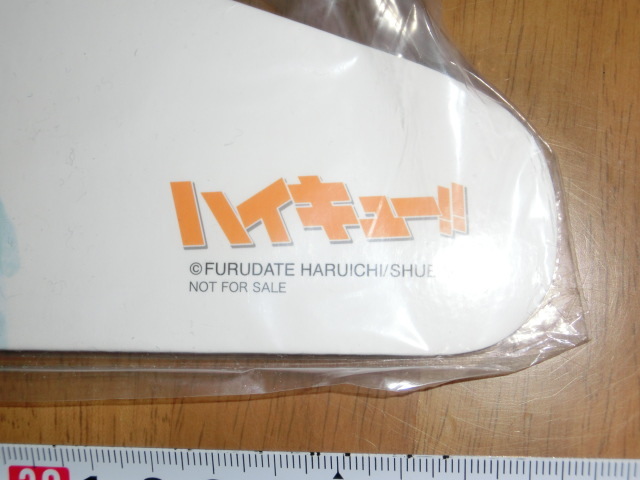 ハイキュー!!
©FURUDATE HARUICHI/SHUE
NOT FOR SALE